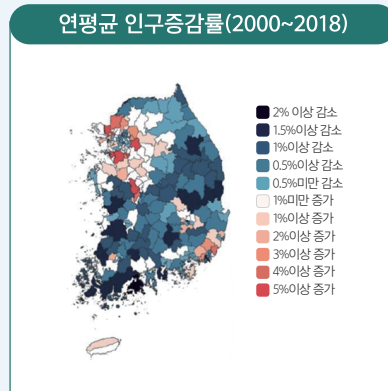 연평균 인구증감률(2000~2018)
2% 이상 감소
1.5%이상 감소
1%이상 감소
0.5%이상 감소
0.5%미만 감소
1%미만 증가
1%이상 증가
2%이상 증가
3%이상 증가
4%이상 증가
5%이상 증가